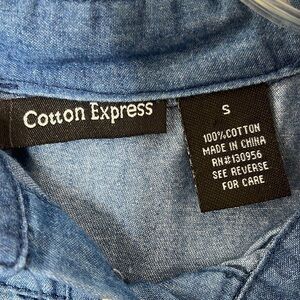 Cotton Express
S
100% COTTON
MADE IN CHINA
RN#130956
SEE REVERSE
FOR CARE